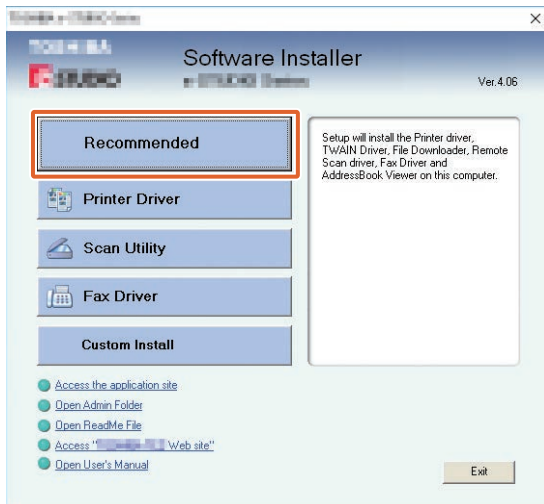 Software Installer
Ver.4.06
Recommended
Setup will install the Printer driver,
TWAIN Driver, File Downloader, Remote
Scan driver, Fax Driver and
AddressBook Viewer on this computer.
Printer Driver
Scan Utility
Fax Driver
Custom Install
Access the application site
Open Admin Folder
Open ReadMe File
Access " Web site"
Open User's Manual
Exit